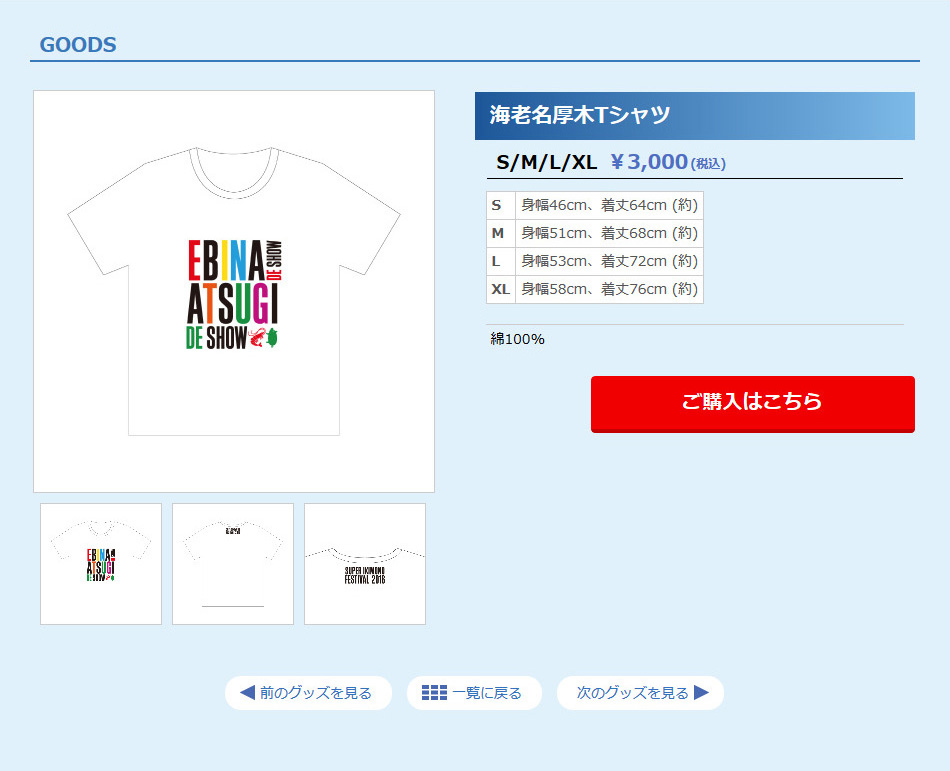 GOODS
海老名厚木Tシャツ
S/M/L/XL ￥3,000(税込)
S 身幅46cm、着丈64cm (約)
M 身幅51cm、着丈68cm (約)
L 身幅53cm、着丈72cm (約)
XL 身幅58cm、着丈76cm (約)
綿100%
ご購入はこちら
EBINA DE SHOW
ATSUGI
DE SHOW
EBINA
ATSUGI
SUPER IKIMONO
FESTIVAL 2016
前のグッズを見る
一覧に戻る
次のグッズを見る